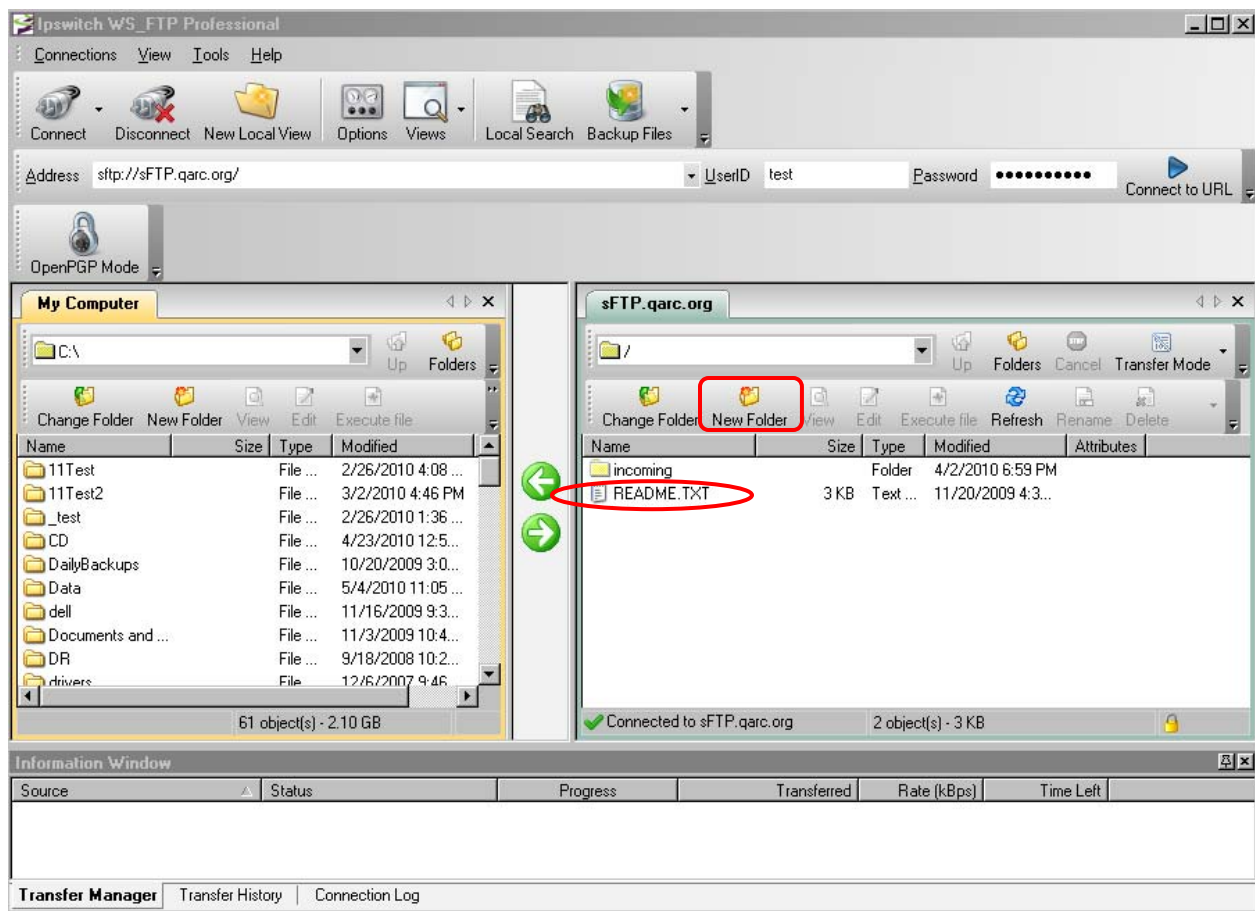 Ipswitch WS_FTP Professional
Connections View Tools Help
Connect Disconnect New Local View Options Views Local Search Backup Files
Address sftp://sFTP.qarc.org/ UserID test Password ●●●●●●●●●● Connect to URL
OpenPGP Mode
My Computer
C:\ Up Folders
Change Folder New Folder View Edit Execute file
Name Size Type Modified
11Test File ... 2/26/2010 4:08 ...
11Test2 File ... 3/2/2010 4:46 PM
_test File ... 2/26/2010 1:36 ...
CD File ... 4/23/2010 12:5...
DailyBackups File ... 10/20/2009 3:0...
Data File ... 5/4/2010 11:05 ...
dell File ... 11/16/2009 9:3...
Documents and ... File ... 11/3/2009 10:4...
DR File ... 9/18/2008 10:2...
drivers File 12/6/2007 9:46
61 object(s) - 2.10 GB
sFTP.qarc.org
/ Up Folders Cancel Transfer Mode
Change Folder New Folder View Edit Execute file Refresh Rename Delete
Name Size Type Modified Attributes
incoming Folder 4/2/2010 6:59 PM
README.TXT 3 KB Text ... 11/20/2009 4:3...
Connected to sFTP.qarc.org 2 object(s) - 3 KB
Information Window
Source Status Progress Transferred Rate (kBps) Time Left
Transfer Manager Transfer History Connection Log